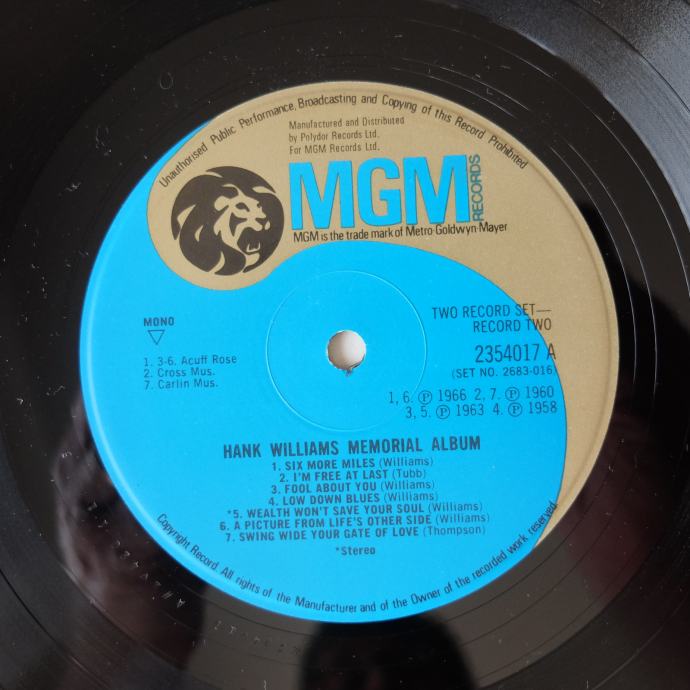 Unauthorised Public Performance, Broadcasting and Copying of this Record Prohibited
Manufactured and Distributed
by Polydor Records Ltd.
For MGM Records Ltd.
MGM RECORDS
MGM is the trade mark of Metro-Goldwyn-Mayer
MONO
1. 3-6. Acuff Rose
2. Cross Mus.
7. Carlin Mus.
TWO RECORD SET—
RECORD TWO
2354017 A
(SET NO. 2683-016)
1, 6. ℗ 1966 2, 7. ℗ 1960
3, 5. ℗ 1963 4. ℗ 1958
HANK WILLIAMS MEMORIAL ALBUM
1. SIX MORE MILES (Williams)
2. I'M FREE AT LAST (Tubb)
3. FOOL ABOUT YOU (Williams)
4. LOW DOWN BLUES (Williams)
*5. WEALTH WON'T SAVE YOUR SOUL (Williams)
6. A PICTURE FROM LIFE'S OTHER SIDE (Williams)
7. SWING WIDE YOUR GATE OF LOVE (Thompson)
*Stereo
Copyright Record. All rights of the Manufacturer and of the Owner of the recorded work reserved